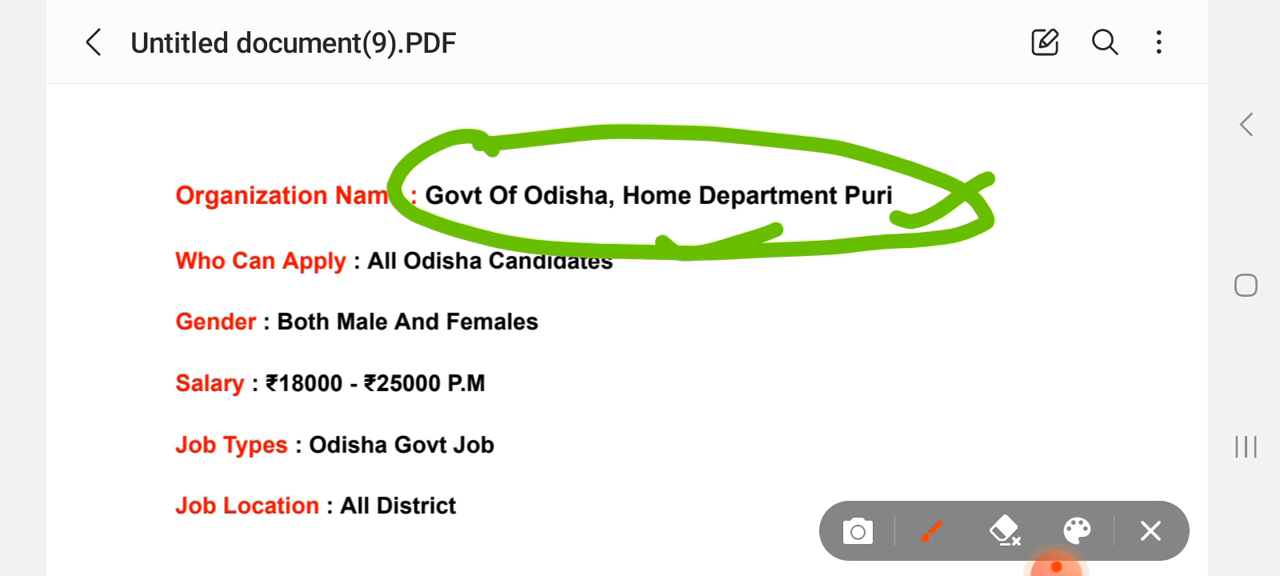 Untitled document(9).PDF
Organization Nam : Govt Of Odisha, Home Department Puri
Who Can Apply : All Odisha Candidates
Gender : Both Male And Females
Salary : ₹18000 - ₹25000 P.M
Job Types : Odisha Govt Job
Job Location : All District